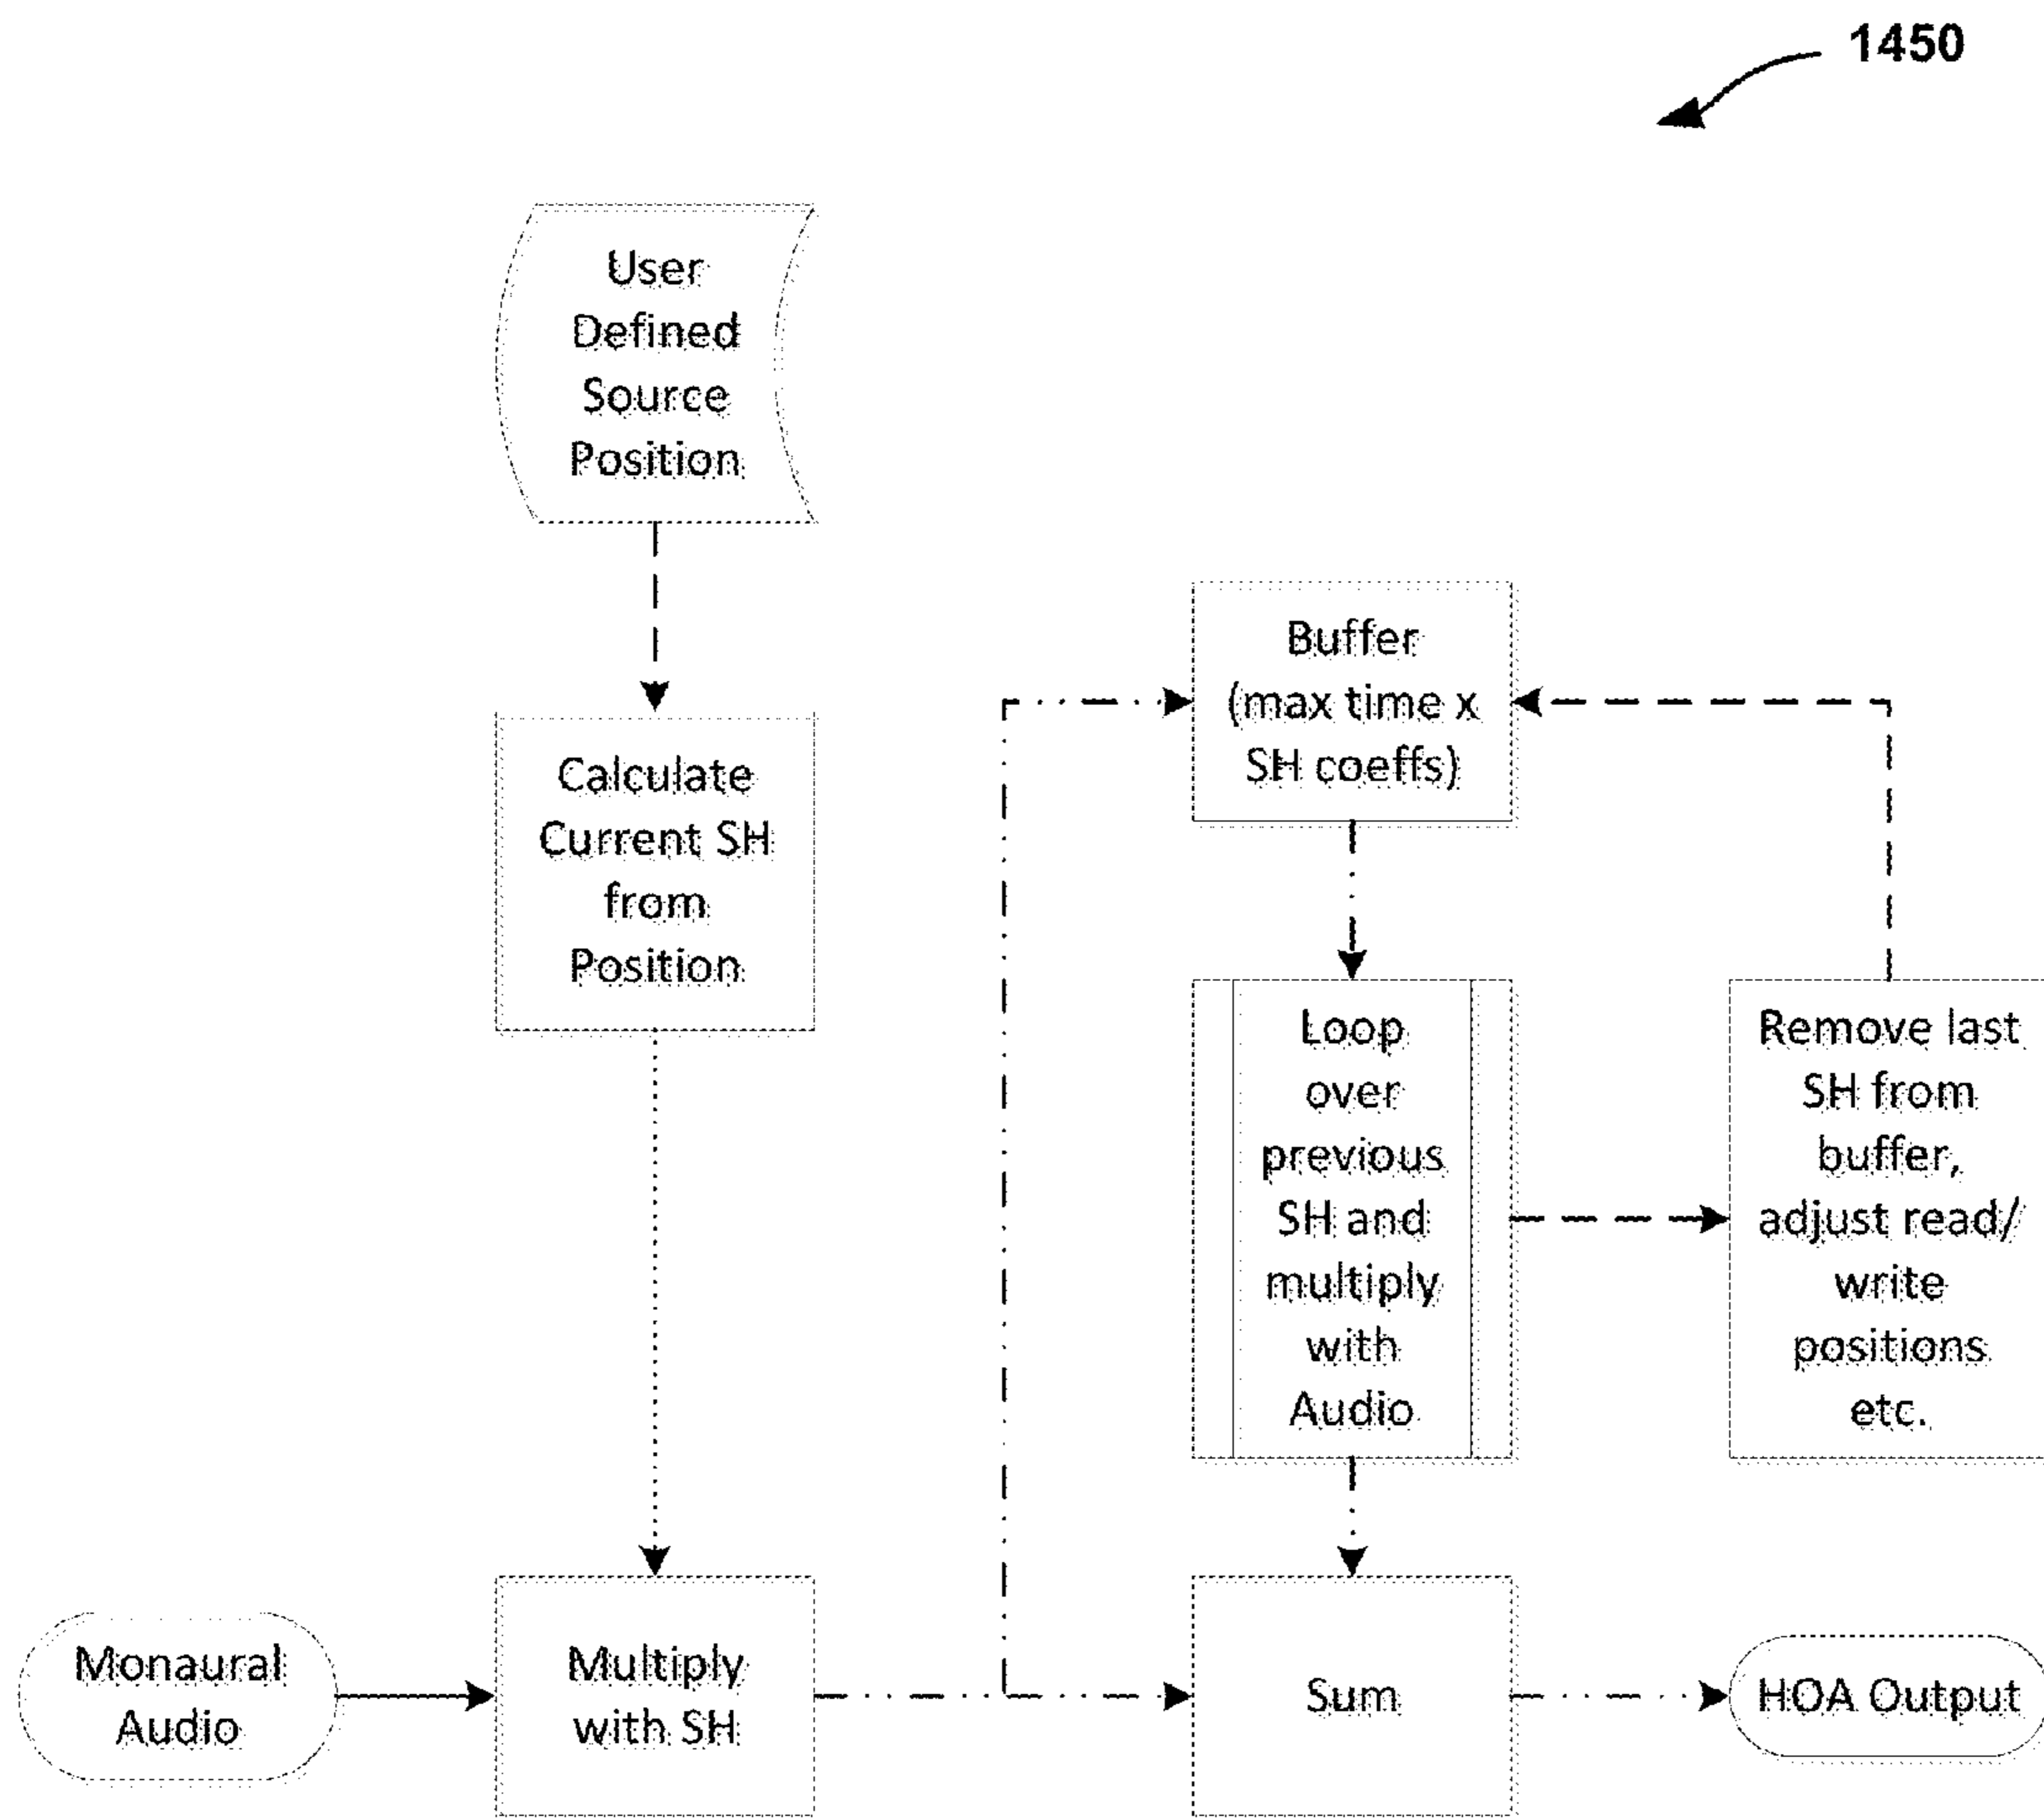 1450
User
Defined
Source
Position
Calculate
Current SH
from
Position
Buffer
(max time x
SH coeffs)
Loop
over
previous
SH and
multiply
with
Audio
Remove last
SH from
buffer,
adjust read/
write
positions
etc.
Monaural
Audio
Multiply
with SH
Sum
HOA Output